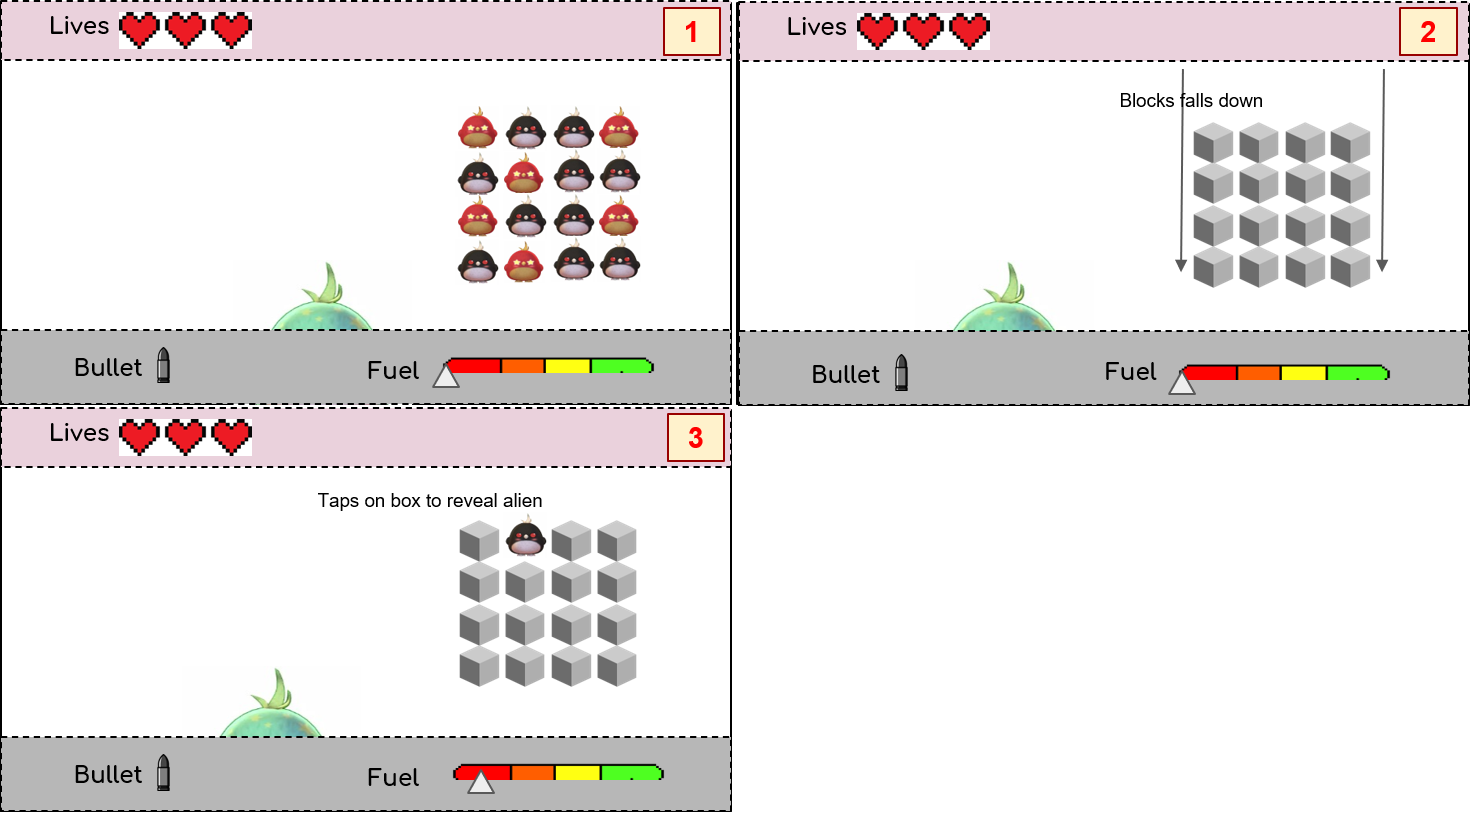 Lives
1
Bullet
Fuel
Lives
2
Blocks falls down
Bullet
Fuel
Lives
3
Taps on box to reveal alien
Bullet
Fuel